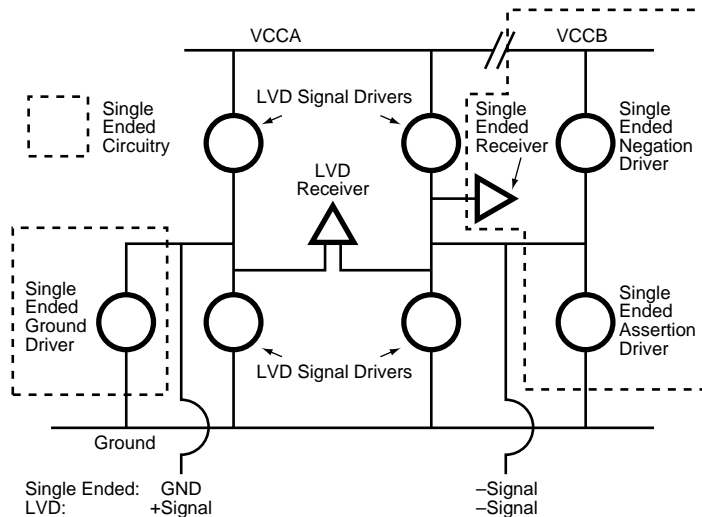 VCCA
VCCB
LVD Signal Drivers
Single
Ended
Circuitry
Single
Ended
Receiver
Single
Ended
Negation
Driver
LVD
Receiver
Single
Ended
Ground
Driver
Single
Ended
Assertion
Driver
LVD Signal Drivers
Ground
Single Ended: GND –Signal
LVD: +Signal –Signal